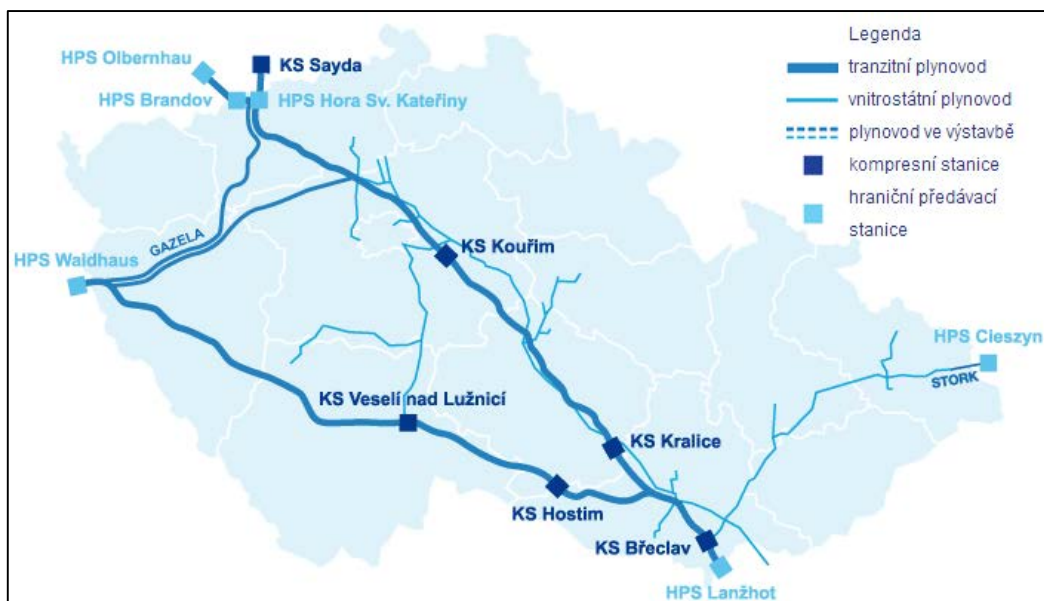 Legenda
tranzitní plynovod
vnitrostátní plynovod
plynovod ve výstavbě
kompresní stanice
hraniční předávací
stanice
HPS Olbernhau
KS Sayda
HPS Brandov
HPS Hora Sv. Kateřiny
GAZELA
KS Kouřim
HPS Waldhaus
HPS Cieszyn
STORK
KS Veselí nad Lužnicí
KS Kralice
KS Hostim
KS Břeclav
HPS Lanžhot